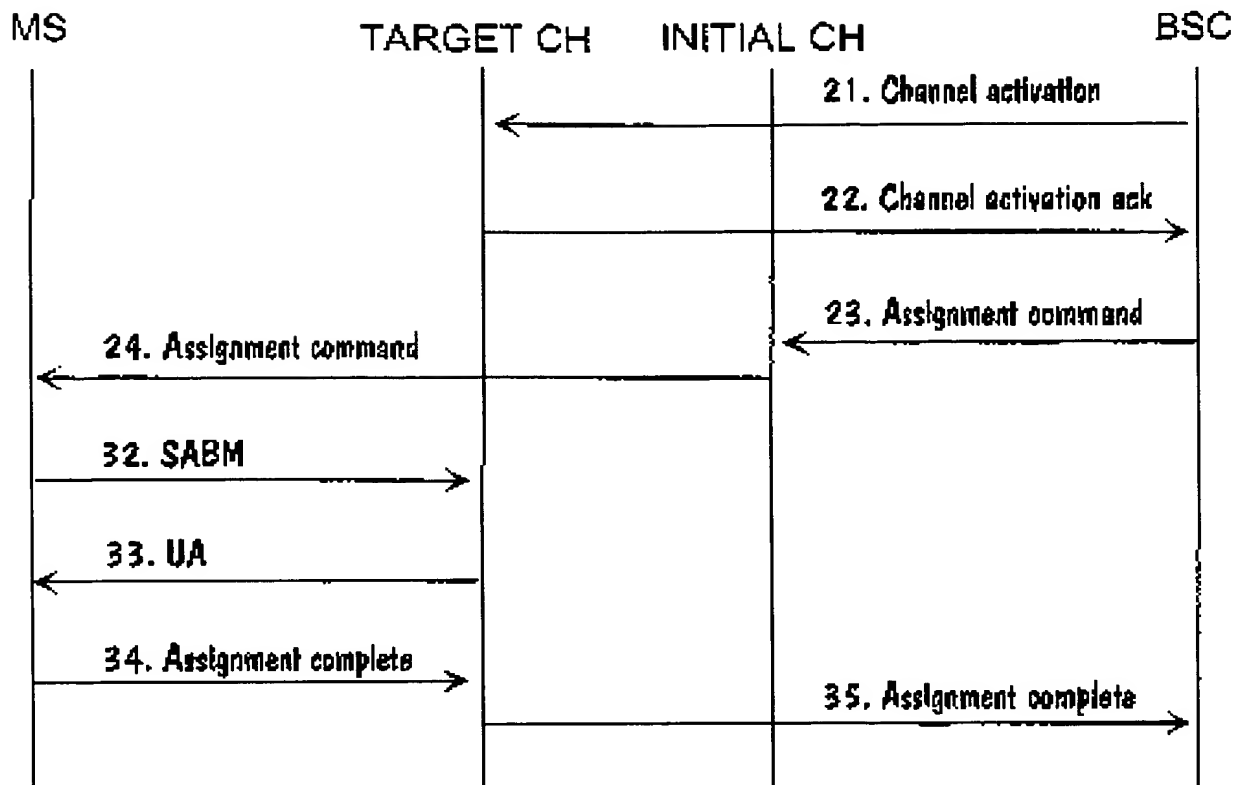 MS TARGET CH INITIAL CH BSC
21. Channel activation
22. Channel activation ack
23. Assignment command
24. Assignment command
32. SABM
33. UA
34. Assignment complete
35. Assignment complete